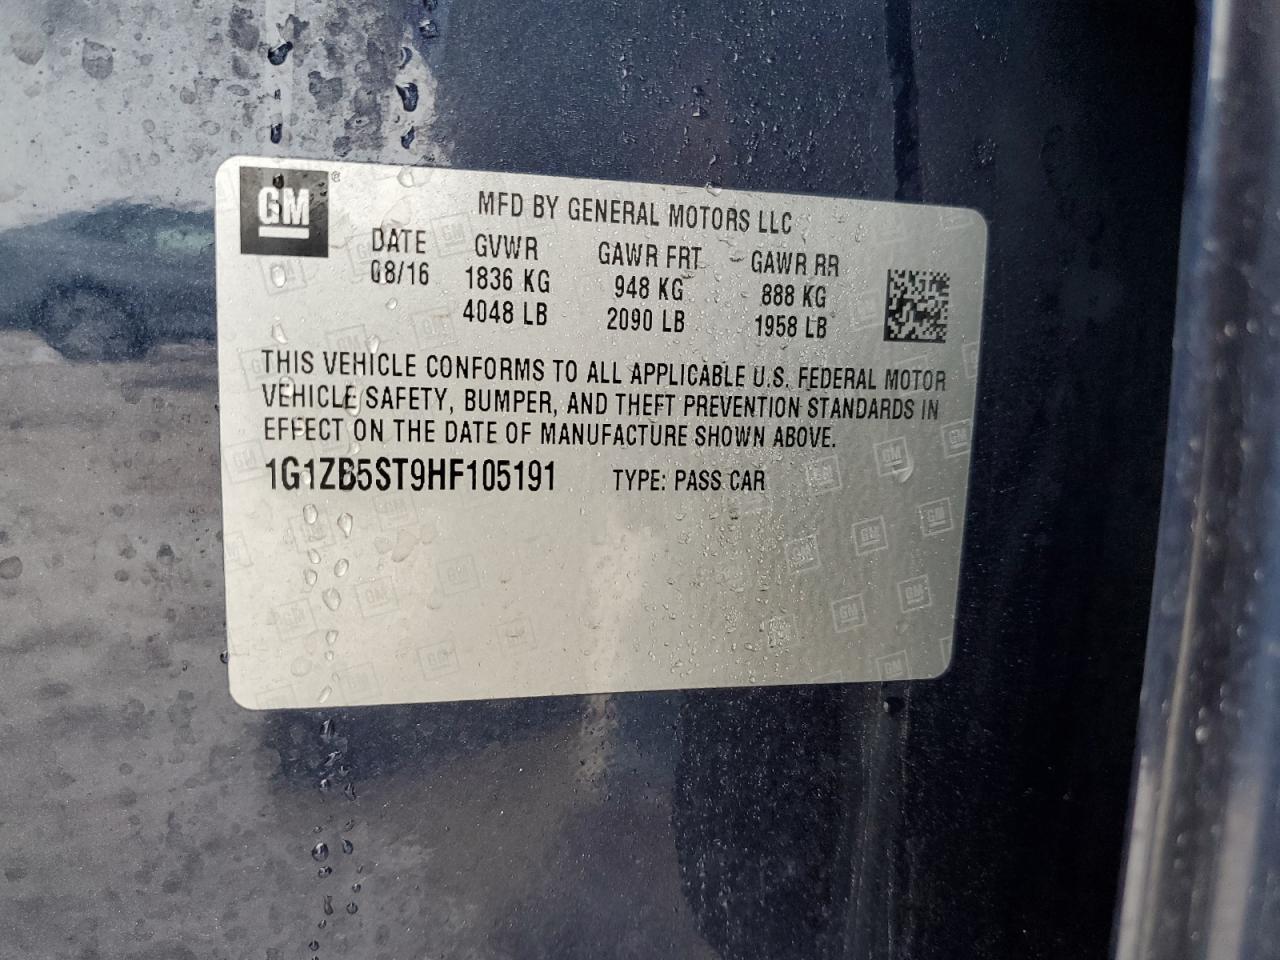 GM ®
MFD BY GENERAL MOTORS LLC
DATE GVWR GAWR FRT GAWR RR
08/16 1836 KG 948 KG 888 KG
4048 LB 2090 LB 1958 LB
THIS VEHICLE CONFORMS TO ALL APPLICABLE U.S. FEDERAL MOTOR
VEHICLE SAFETY, BUMPER, AND THEFT PREVENTION STANDARDS IN
EFFECT ON THE DATE OF MANUFACTURE SHOWN ABOVE.
1G1ZB5ST9HF105191 TYPE: PASS CAR